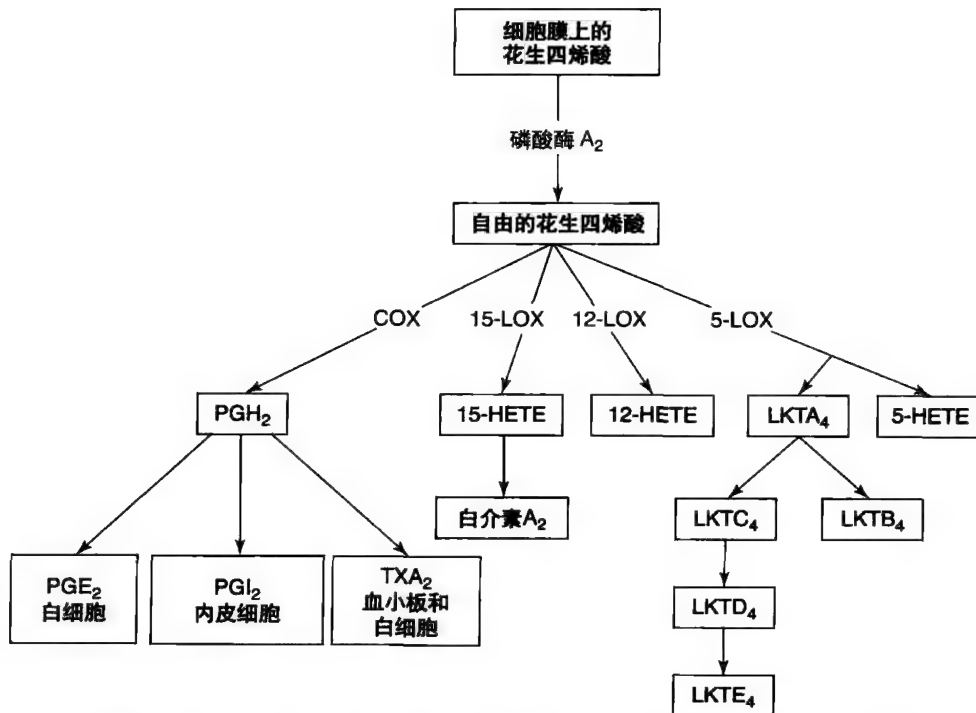 细胞膜上的
花生四烯酸
磷酸酶 A₂
自由的花生四烯酸
COX
15-LOX
12-LOX
5-LOX
PGH₂
15-HETE
12-HETE
LKTA₄
5-HETE
白介素A₂
LKTC₄
LKTB₄
PGE₂
白细胞
PGI₂
内皮细胞
TXA₂
血小板和
白细胞
LKTD₄
LKTE₄